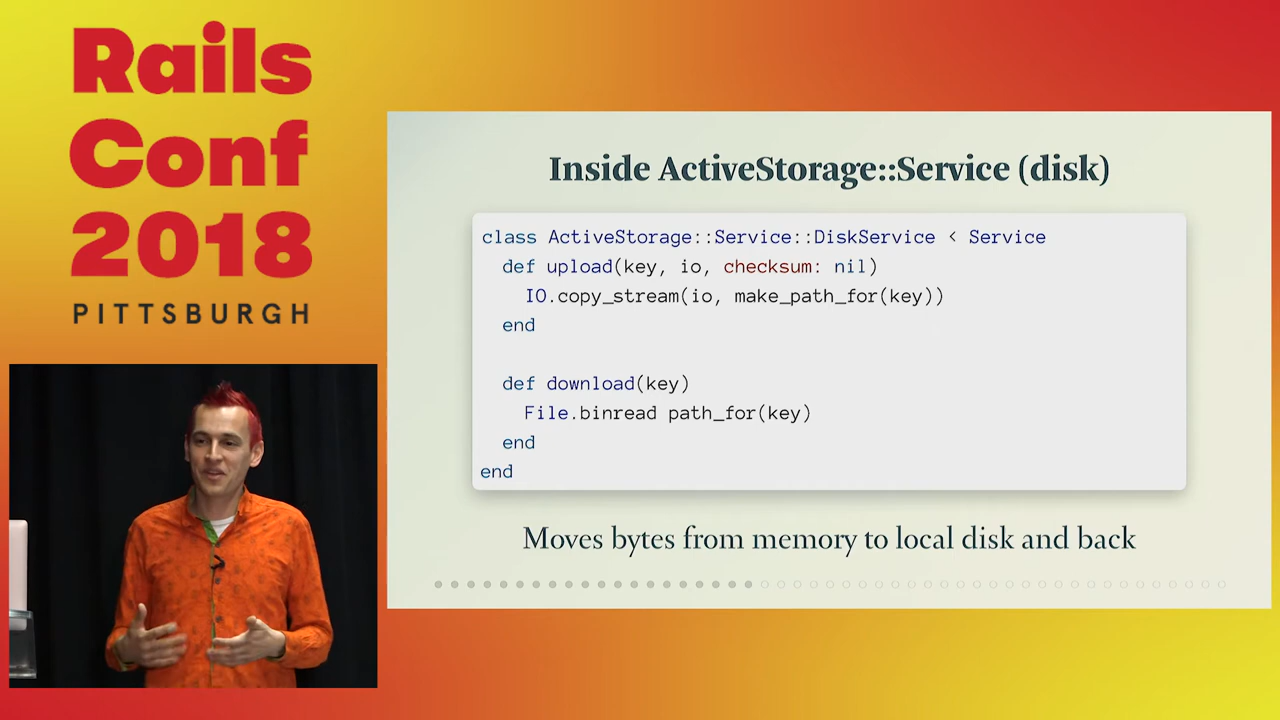 Rails
Conf
2018
PITTSBURGH
Inside ActiveStorage::Service (disk)
class ActiveStorage::Service::DiskService < Service
  def upload(key, io, checksum: nil)
    IO.copy_stream(io, make_path_for(key))
  end

  def download(key)
    File.binread path_for(key)
  end
end
Moves bytes from memory to local disk and back